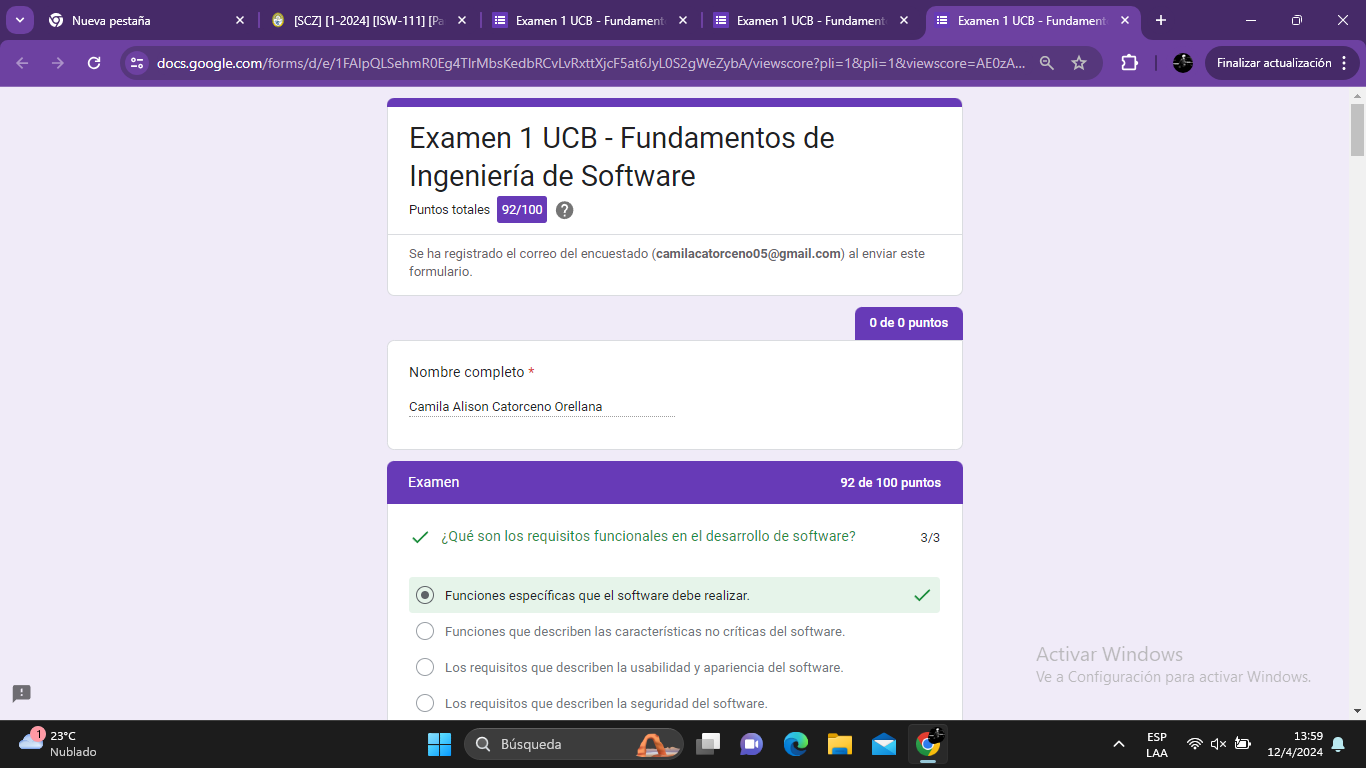 Nueva pestaña
[SCZ] [1-2024] [ISW-111] [Pa
Examen 1 UCB - Fundament
Examen 1 UCB - Fundament
Examen 1 UCB - Fundament
docs.google.com/forms/d/e/1FAIpQLSehmR0Eg4TIrMbsKedbRCvLvRxttXjcF5at6JyL0S2gWeZybA/viewscore?pli=1&pli=1&viewscore=AE0zA...
Finalizar actualización
Examen 1 UCB - Fundamentos de
Ingeniería de Software
Puntos totales 92/100 ?
Se ha registrado el correo del encuestado (camilacatorceno05@gmail.com) al enviar este
formulario.
0 de 0 puntos
Nombre completo *
Camila Alison Catorceno Orellana
Examen 92 de 100 puntos
¿Qué son los requisitos funcionales en el desarrollo de software? 3/3
Funciones específicas que el software debe realizar.
Funciones que describen las características no críticas del software.
Los requisitos que describen la usabilidad y apariencia del software.
Los requisitos que describen la seguridad del software.
Activar Windows
Ve a Configuración para activar Windows.
1
23°C
Nublado
Búsqueda
ESP
LAA
13:59
12/4/2024